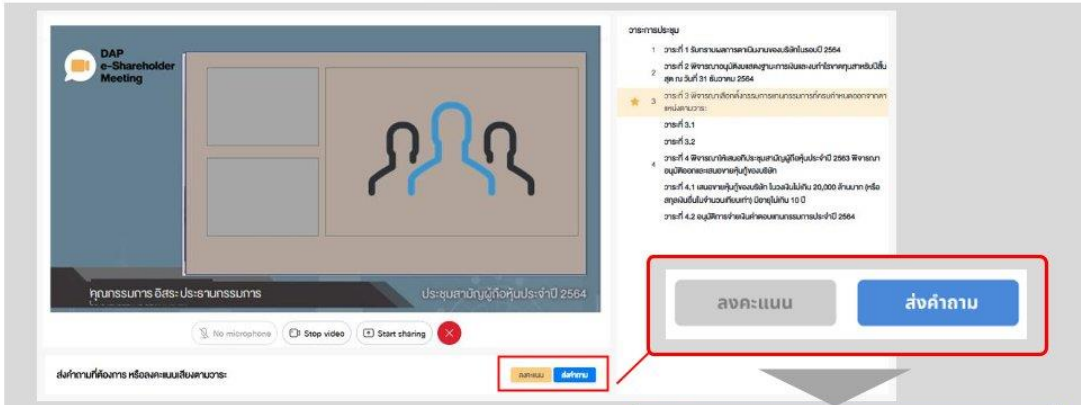 DAP
e-Shareholder
Meeting
คุณกรรมการ อิสระ ประธานกรรมการ
ประชุมสามัญผู้ถือหุ้นประจำปี 2564
No microphone
Stop video
Start sharing
ส่งคำถามที่ต้องการ หรือลงคะแนนเสียงตามวาระ
ลงคะแนน
ส่งคำถาม
วาระการประชุม
1 วาระที่ 1 รับทราบผลการดำเนินงานของบริษัทในรอบปี 2564
2 วาระที่ 2 พิจารณาอนุมัติงบแสดงฐานะการเงินและงบกำไรขาดทุนสำหรับปีสิ้น
สุด ณ วันที่ 31 ธันวาคม 2564
3 วาระที่ 3 พิจารณาเลือกตั้งกรรมการแทนกรรมการที่ครบกำหนดออกจากตำ
แหน่งตามวาระ
วาระที่ 3.1
วาระที่ 3.2
4 วาระที่ 4 พิจารณาให้เสนอที่ประชุมสามัญผู้ถือหุ้นประจำปี 2563 พิจารณา
อนุมัติออกและเสนอขายหุ้นกู้ของบริษัท
วาระที่ 4.1 เสนอขายหุ้นกู้ของบริษัท ในวงเงินไม่เกิน 20,000 ล้านบาท (หรือ
สกุลเงินอื่นในจำนวนเทียบเท่า) มีอายุไม่เกิน 10 ปี
วาระที่ 4.2 อนุมัติการจ่ายเงินค่าตอบแทนกรรมการประจำปี 2564
ลงคะแนน
ส่งคำถาม